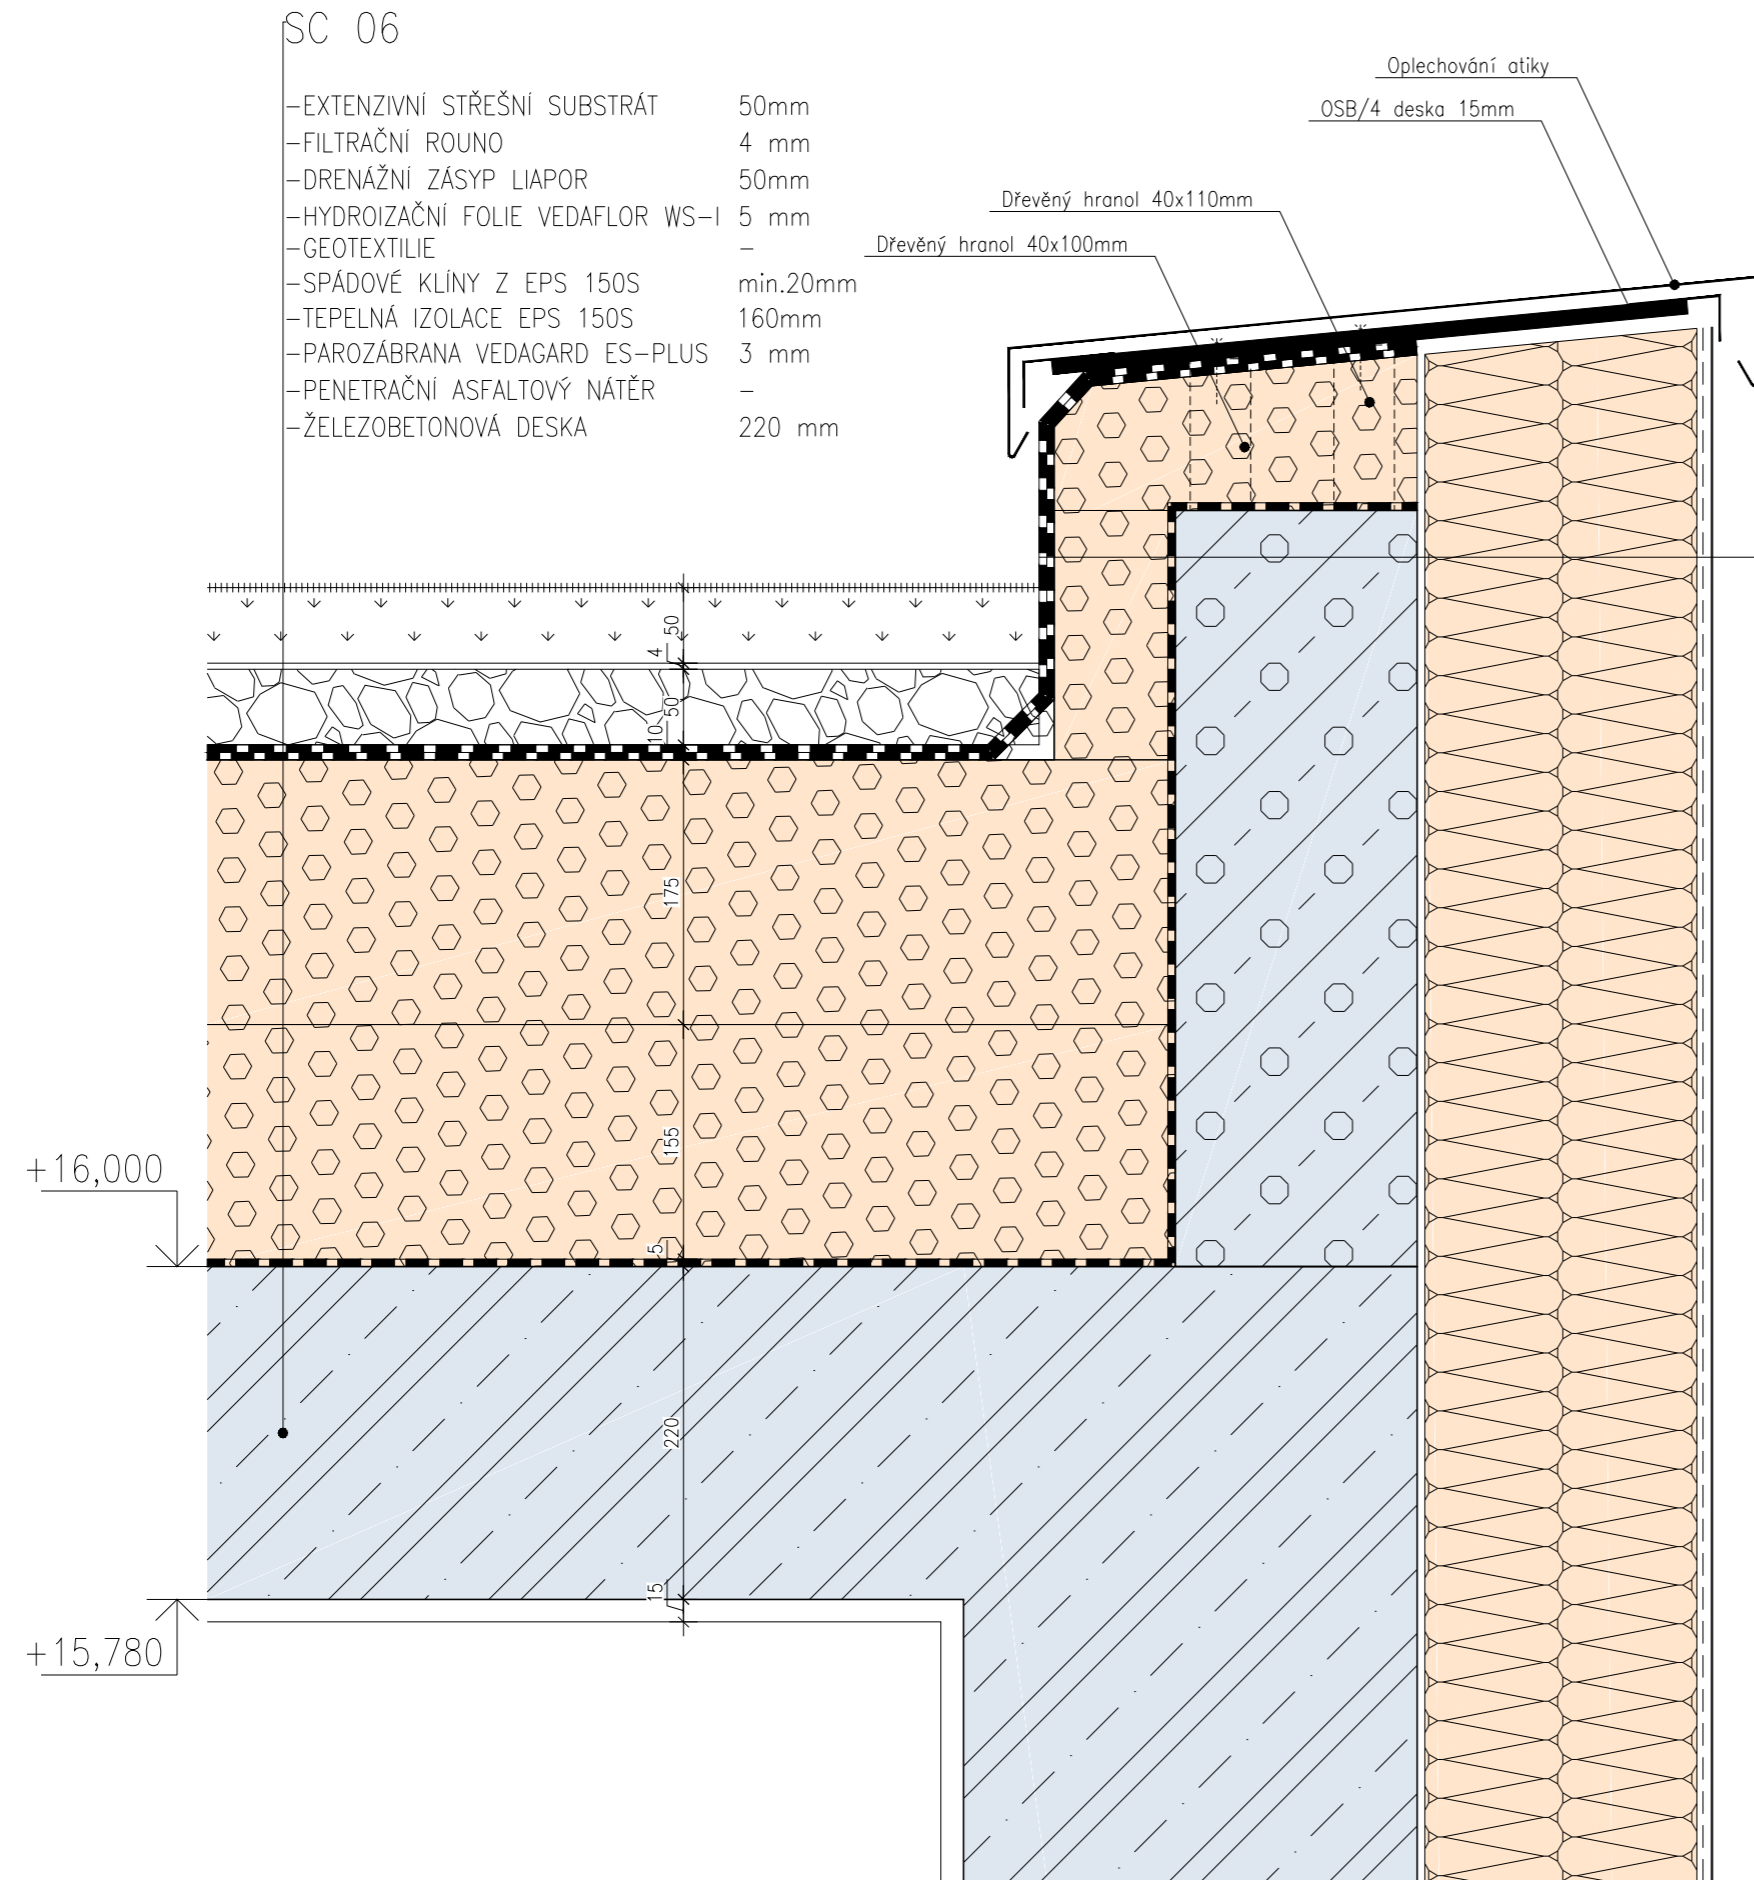 SC 06
-EXTENZIVNÍ STŘEŠNÍ SUBSTRÁT 50mm
-FILTRAČNÍ ROUNO 4 mm
-DRENÁŽNÍ ZÁSYP LIAPOR 50mm
-HYDROIZAČNÍ FOLIE VEDAFLOR WS-I 5 mm
-GEOTEXTILIE -
-SPÁDOVÉ KLÍNY Z EPS 150S min.20mm
-TEPELNÁ IZOLACE EPS 150S 160mm
-PAROZÁBRANA VEDAGARD ES-PLUS 3 mm
-PENETRAČNÍ ASFALTOVÝ NÁTĚR -
-ŽELEZOBETONOVÁ DESKA 220 mm
Oplechování atiky
OSB/4 deska 15mm
Dřevěný hranol 40x110mm
Dřevěný hranol 40x100mm
50
4
50
10
175
155
5
220
15
+16,000
+15,780